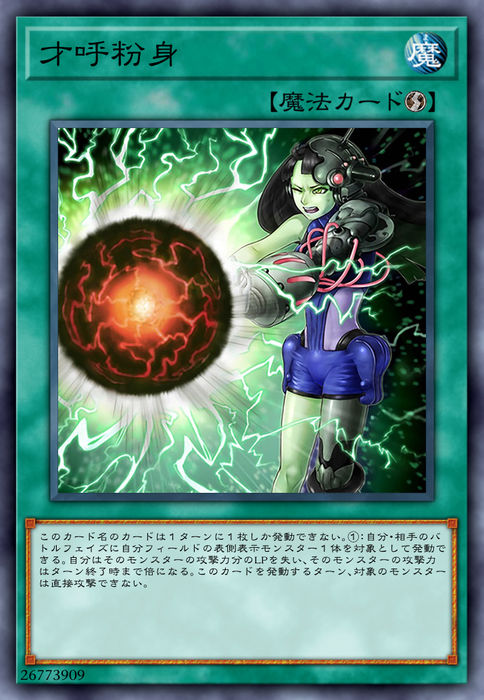 才呼粉身
魔
【魔法カード】
このカード名のカードは１ターンに１枚しか発動できない。①：自分・相手のバ
トルフェイズに自分フィールドの表側表示モンスター１体を対象として発動で
きる。自分はそのモンスターの攻撃力分のLPを失い、そのモンスターの攻撃力
はターン終了時まで倍になる。このカードを発動するターン、対象のモンスター
は直接攻撃できない。
26773909